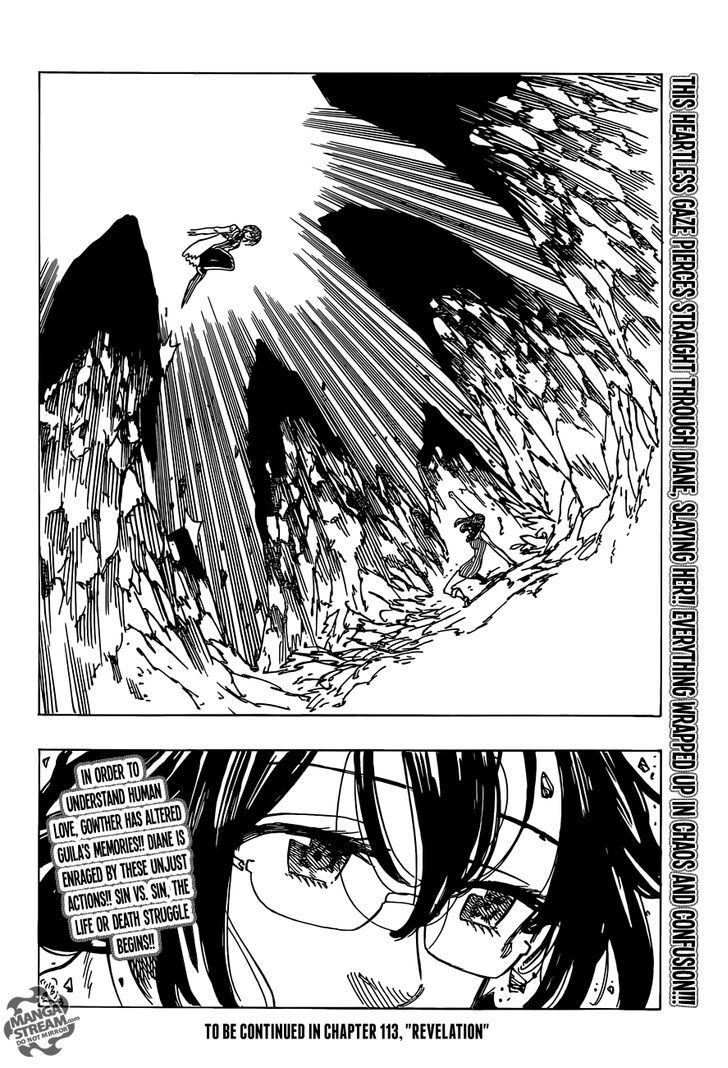 THIS HEARTLESS GAZE PIERCES STRAIGHT THROUGH DANE, SLAYING HER!! EVERYTHING WRAPPED UP IN CHAOS AND CONFUSION!!!
IN ORDER TO
UNDERSTAND HUMAN
LOVE, GOWTHER HAS ALTERED
GUILA'S MEMORIES!! DIANE IS
ENRAGED BY THESE UNJUST
ACTIONS!! SIN VS. SIN, THE
LIFE OR DEATH STRUGGLE
BEGINS!!
MANGA
STREAM.com
DO NOT MIRROR
TO BE CONTINUED IN CHAPTER 113, "REVELATION"